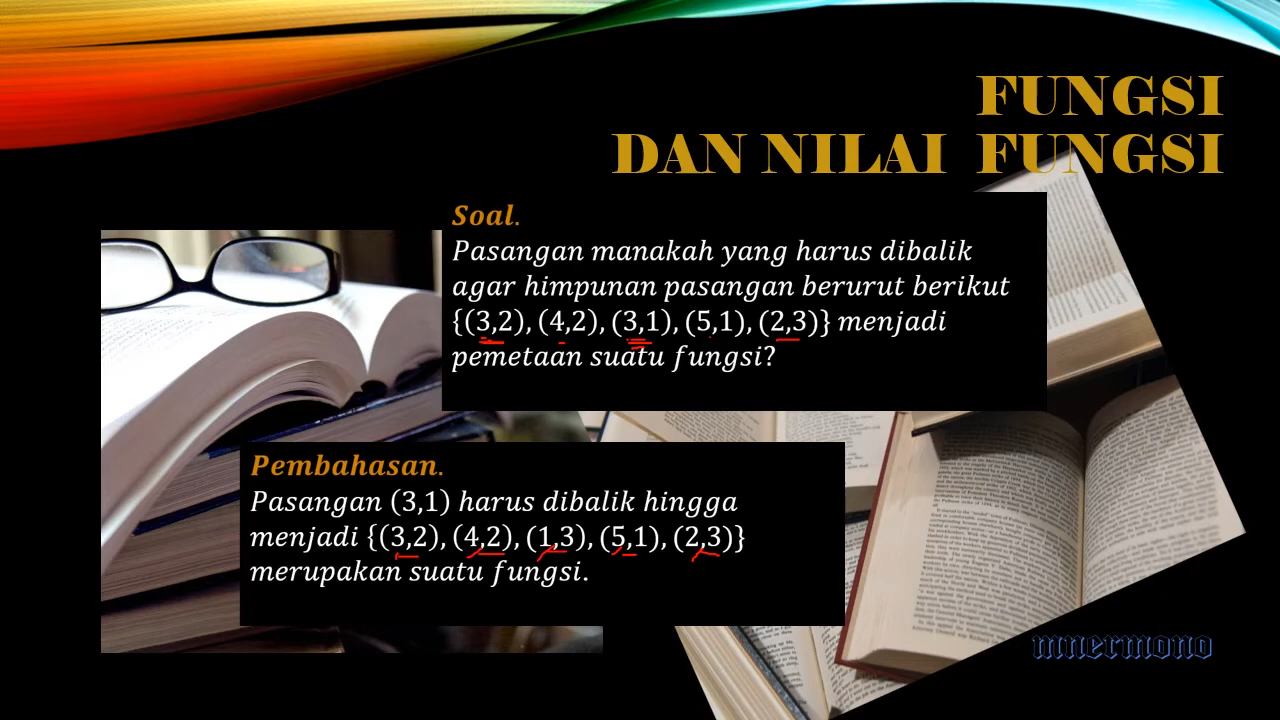 FUNGSI
DAN NILAI FUNGSI
Soal.
Pasangan manakah yang harus dibalik
agar himpunan pasangan berurut berikut
{(3,2), (4,2), (3,1), (5,1), (2,3)} menjadi
pemetaan suatu fungsi?
Pembahasan.
Pasangan (3,1) harus dibalik hingga
menjadi {(3,2), (4,2), (1,3), (5,1), (2,3)}
merupakan suatu fungsi.
mnermono